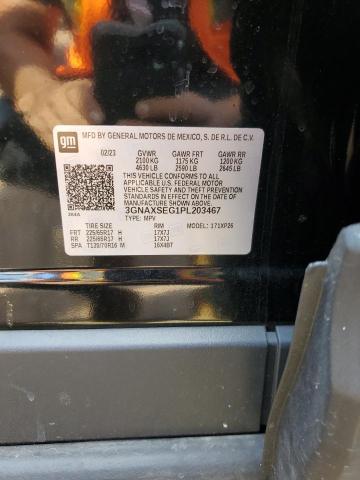 gm
MFD BY GENERAL MOTORS DE MEXICO, S. DE R.L. DE C.V.
02/23 GVWR GAWR FRT GAWR RR
2100 KG 1175 KG 1200 KG
4630 LB 2590 LB 2645 LB
THIS VEHICLE CONFORMS TO ALL
APPLICABLE U.S. FEDERAL MOTOR
VEHICLE SAFETY AND THEFT PREVENTION
STANDARDS IN EFFECT ON THE DATE OF
MANUFACTURE SHOWN ABOVE.
3GNAXSEG1PL203467
TYPE: MPV
TIRE SIZE RIM MODEL: 171XP26
FRT 225/65R17 H 17X7J
RR 225/65R17 H 17X7J
SPA T135/70R16 M 16X4BT